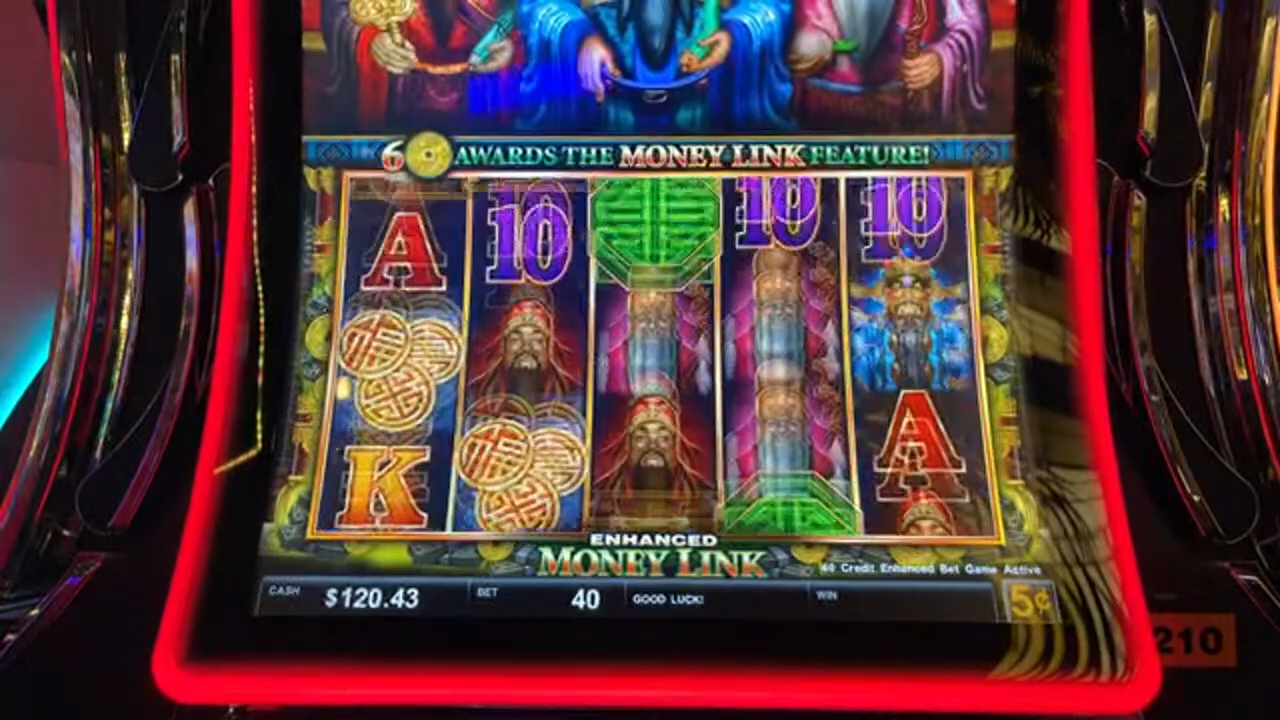 6 AWARDS THE MONEY LINK FEATURE!
A 10 10 10
A
K
ENHANCED
MONEY LINK
40 Credit Enhanced Bet Game Active
CASH $120.43 BET 40 GOOD LUCK! WIN 5¢
210